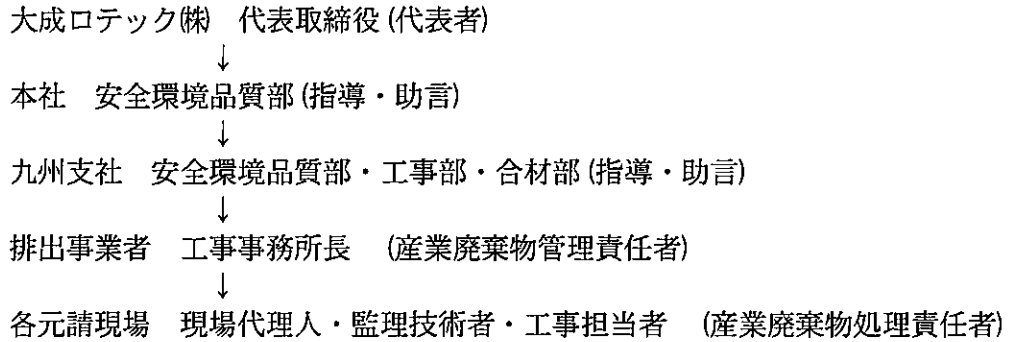 大成ロテック㈱　代表取締役(代表者)
↓
本社　安全環境品質部(指導・助言)
↓
九州支社　安全環境品質部・工事部・合材部(指導・助言)
↓
排出事業者　工事事務所長　(産業廃棄物管理責任者)
↓
各元請現場　現場代理人・監理技術者・工事担当者　(産業廃棄物処理責任者)